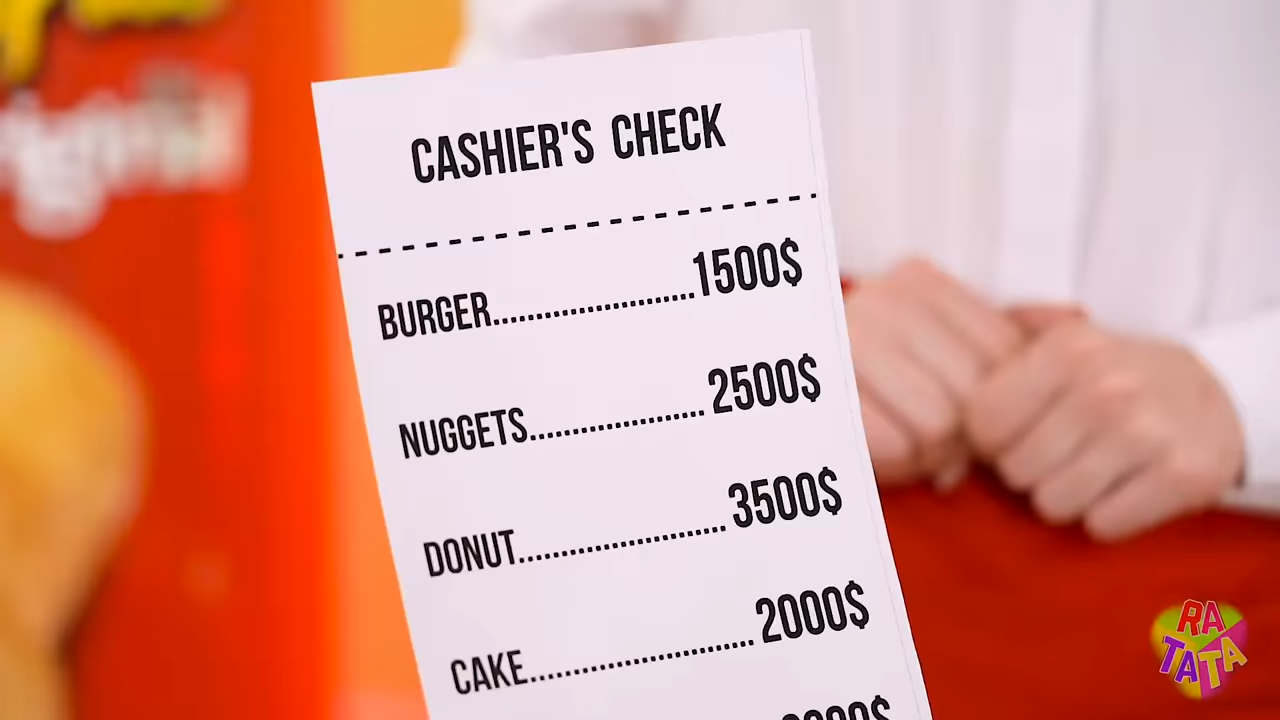 CASHIER'S CHECK
BURGER.......................1500$
NUGGETS.................... 2500$
DONUT....................... 3500$
CAKE......................... 2000$
RA
TATA